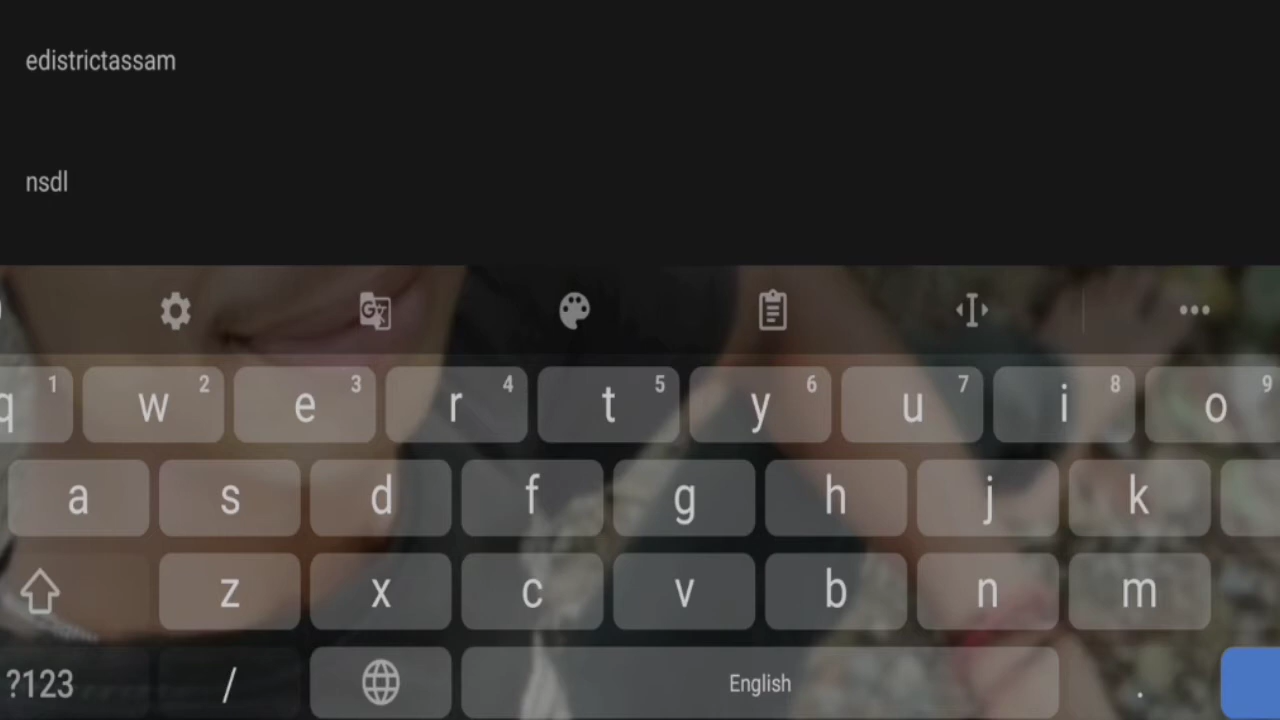 edistrictassam
nsdl
q 1 w 2 e 3 r 4 t 5 y 6 u 7 i 8 o 9
a s d f g h j k
z x c v b n m
?123 / English .